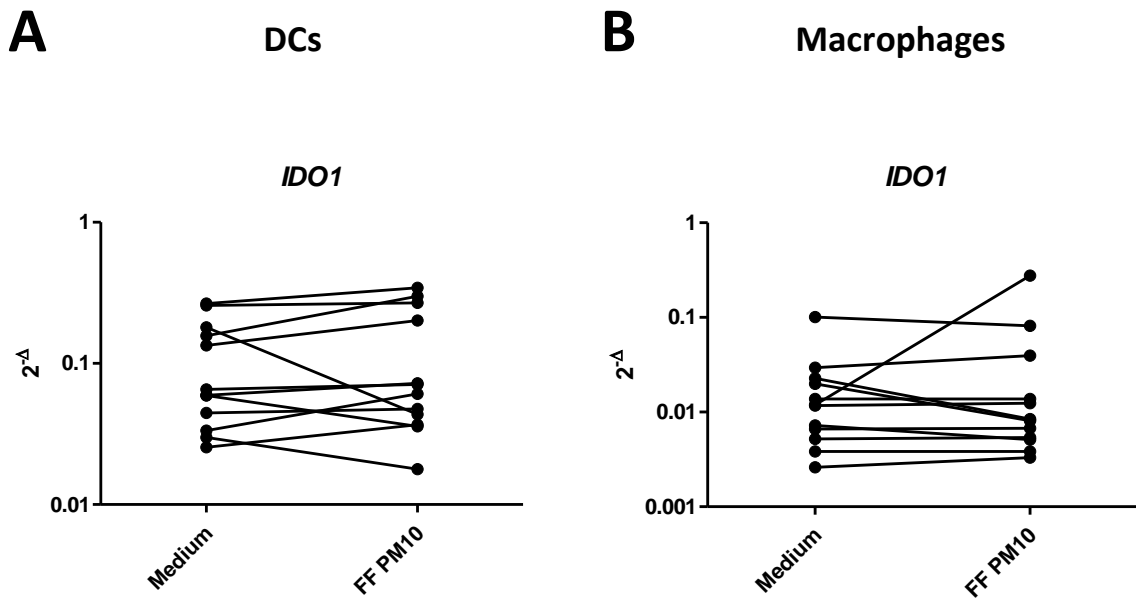 A
DCs
IDO1
1
0.1
0.01
2-Δ
Medium
FF PM10
B
Macrophages
IDO1
1
0.1
0.01
0.001
2-Δ
Medium
FF PM10